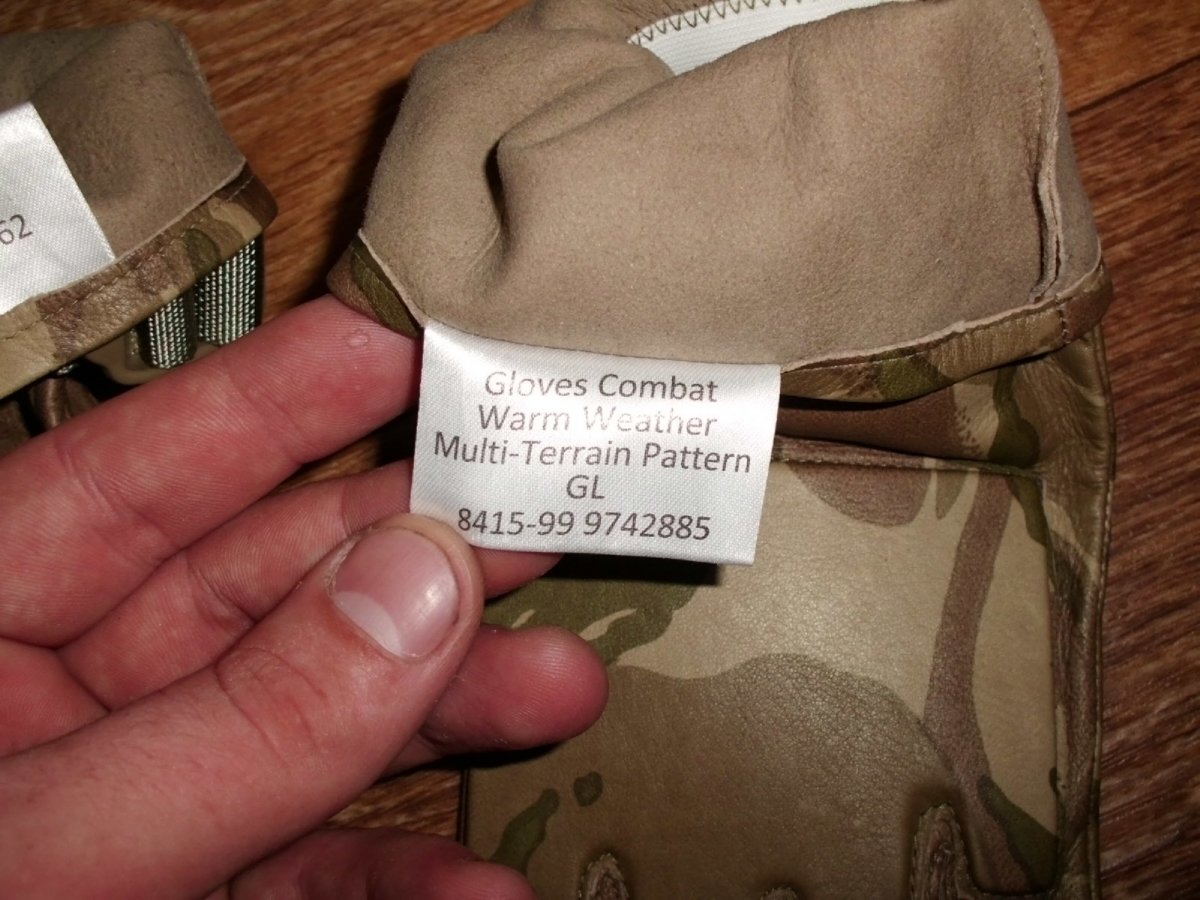 62
Gloves Combat
Warm Weather
Multi-Terrain Pattern
GL
8415-99 9742885